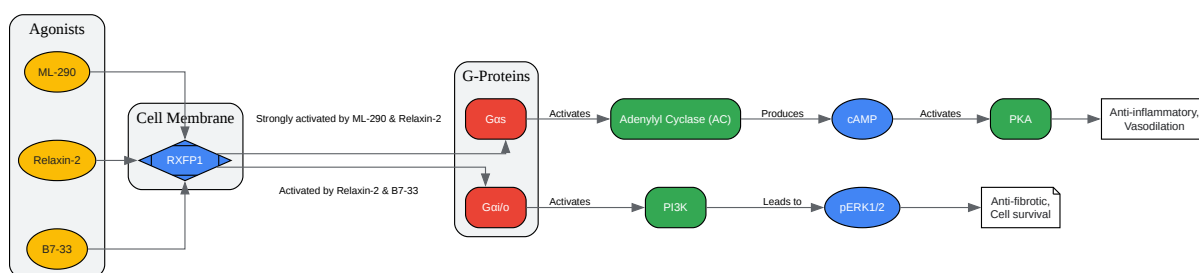 Agonists
ML-290
Relaxin-2
B7-33
Cell Membrane
RXFP1
Strongly activated by ML-290 & Relaxin-2
Activated by Relaxin-2 & B7-33
G-Proteins
Gαs
Gαi/o
Activates
Adenylyl Cyclase (AC)
Produces
cAMP
Activates
PKA
Anti-inflammatory,
Vasodilation
Activates
PI3K
Leads to
pERK1/2
Anti-fibrotic,
Cell survival